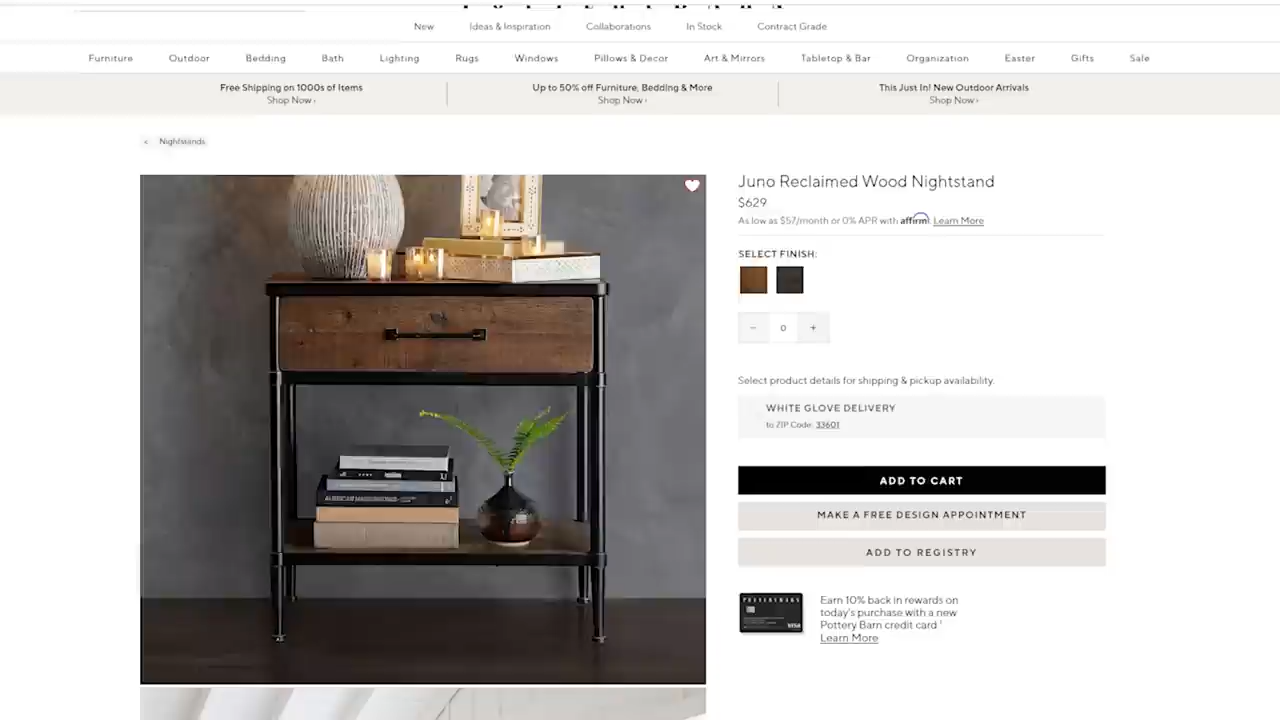 New Ideas & Inspiration Collaborations In Stock Contract Grade
Furniture Outdoor Bedding Bath Lighting Rugs Windows Pillows & Decor Art & Mirrors Tabletop & Bar Organization Easter Gifts Sale
Free Shipping on 1000s of Items
Shop Now ›
Up to 50% off Furniture, Bedding & More
Shop Now ›
This Just In! New Outdoor Arrivals
Shop Now ›
< Nightstands
Juno Reclaimed Wood Nightstand
$629
As low as $57/month or 0% APR with affirm. Learn More
SELECT FINISH:
− 0 +
Select product details for shipping & pickup availability.
WHITE GLOVE DELIVERY
to ZIP Code: 33601
ADD TO CART
MAKE A FREE DESIGN APPOINTMENT
ADD TO REGISTRY
POTTERY BARN
VISA
Earn 10% back in rewards on
today's purchase with a new
Pottery Barn credit card ¹
Learn More